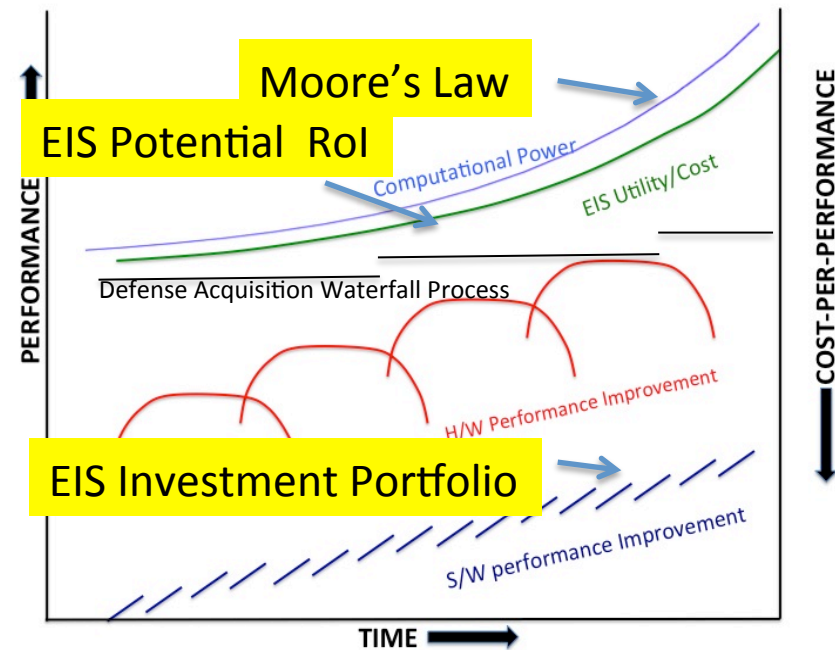 Moore's Law
EIS Potential RoI
Computational Power
EIS Utility/Cost
Defense Acquisition Waterfall Process
H/W Performance Improvement
EIS Investment Portfolio
S/W performance Improvement
PERFORMANCE
COST-PER-PERFORMANCE
TIME